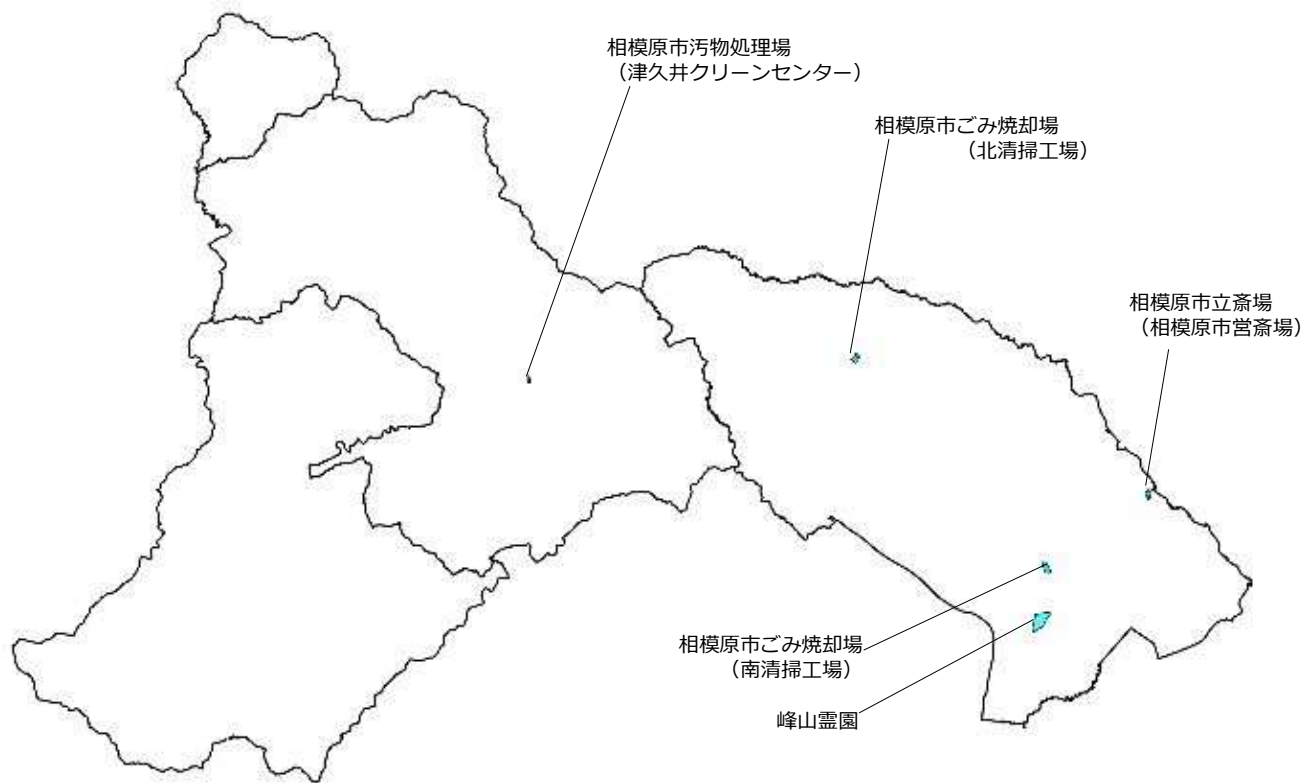 相模原市汚物処理場
（津久井クリーンセンター）
相模原市ごみ焼却場
（北清掃工場）
相模原市立斎場
（相模原市営斎場）
相模原市ごみ焼却場
（南清掃工場）
峰山霊園